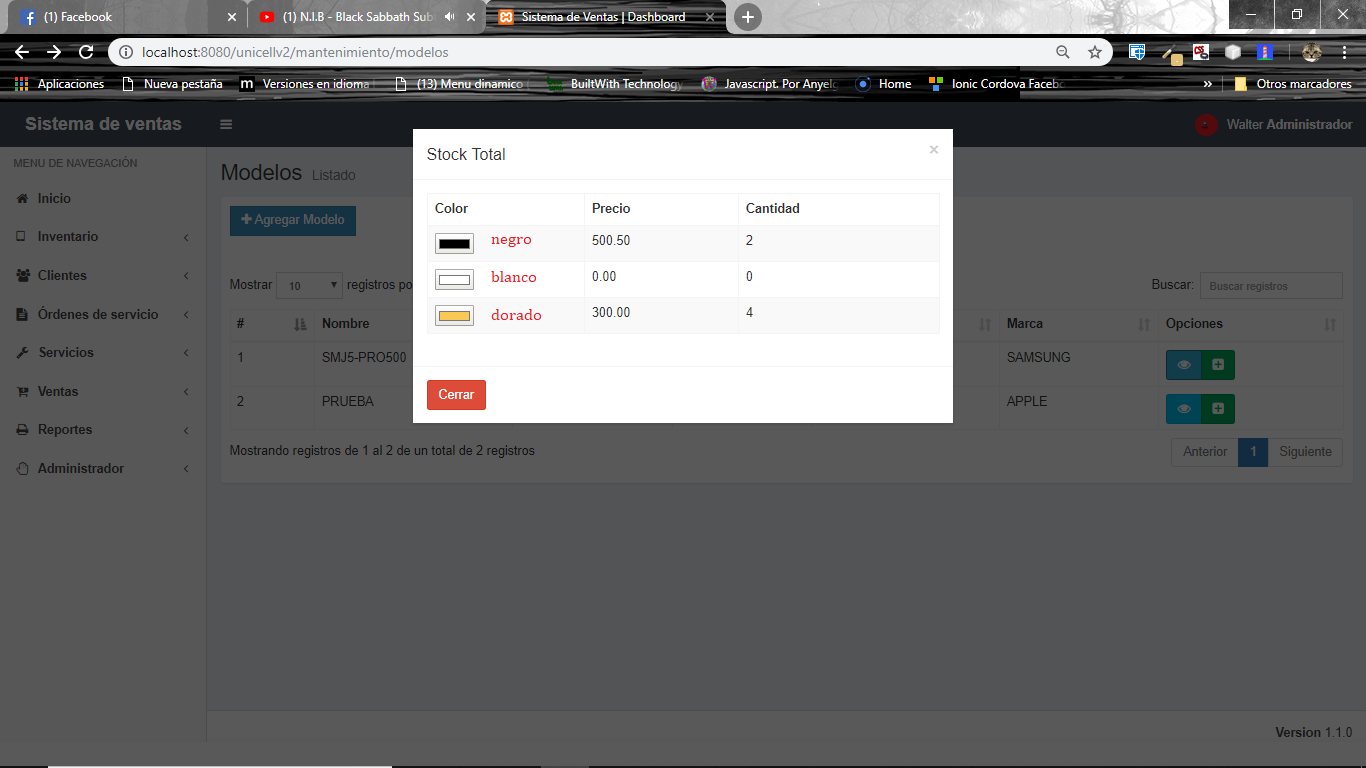 (1) Facebook
(1) N.I.B - Black Sabbath Sub
Sistema de Ventas | Dashboard
localhost:8080/unicellv2/mantenimiento/modelos
Aplicaciones
Nueva pestaña
m Versiones en idioma
(13) Menu dinamico
BuiltWith Technology
Javascript. Por Anyelo
Home
Ionic Cordova Facebo
»
Otros marcadores
Sistema de ventas
Walter Administrador
MENU DE NAVEGACIÓN
Inicio
Inventario
Clientes
Órdenes de servicio
Servicios
Ventas
Reportes
Administrador
Modelos Listado
Agregar Modelo
Mostrar 10 registros po
Buscar: Buscar registros
# Nombre Marca Opciones
1 SMJ5-PRO500 SAMSUNG
2 PRUEBA APPLE
Mostrando registros de 1 al 2 de un total de 2 registros
Anterior 1 Siguiente
Stock Total ×
Color Precio Cantidad
negro 500.50 2
blanco 0.00 0
dorado 300.00 4
Cerrar
Version 1.1.0